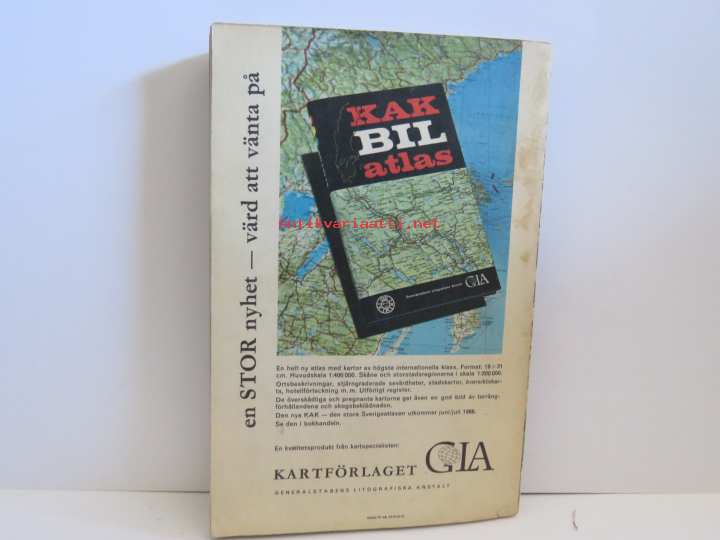 en STOR nyhet — värd att vänta på
KAK
BIL
atlas
antikvariaatti.net
GLA
En helt ny atlas med kartor av högsta internationella klass. Format: 19 × 31
cm. Huvudskala 1:400 000. Skåne och storstadsregionerna i skala 1:200 000.
Ortsbeskrivningar, stjärngraderade sevärdheter, stadskartor, översiktskar-
ta, hotellförteckning m. m. Utförligt register.
De överskådliga och pregnanta kartorna ger även en god bild av terräng-
förhållandena och skogsbeklädnaden.
Den nya KAK — den stora Sverigeatlasen utkommer juni/juli
Se den i bokhandeln.
En kvalitetsprodukt från kartspecialisten:
KARTFÖRLAGET GLA
GENERALSTABENS LITOGRAFISKA ANSTALT